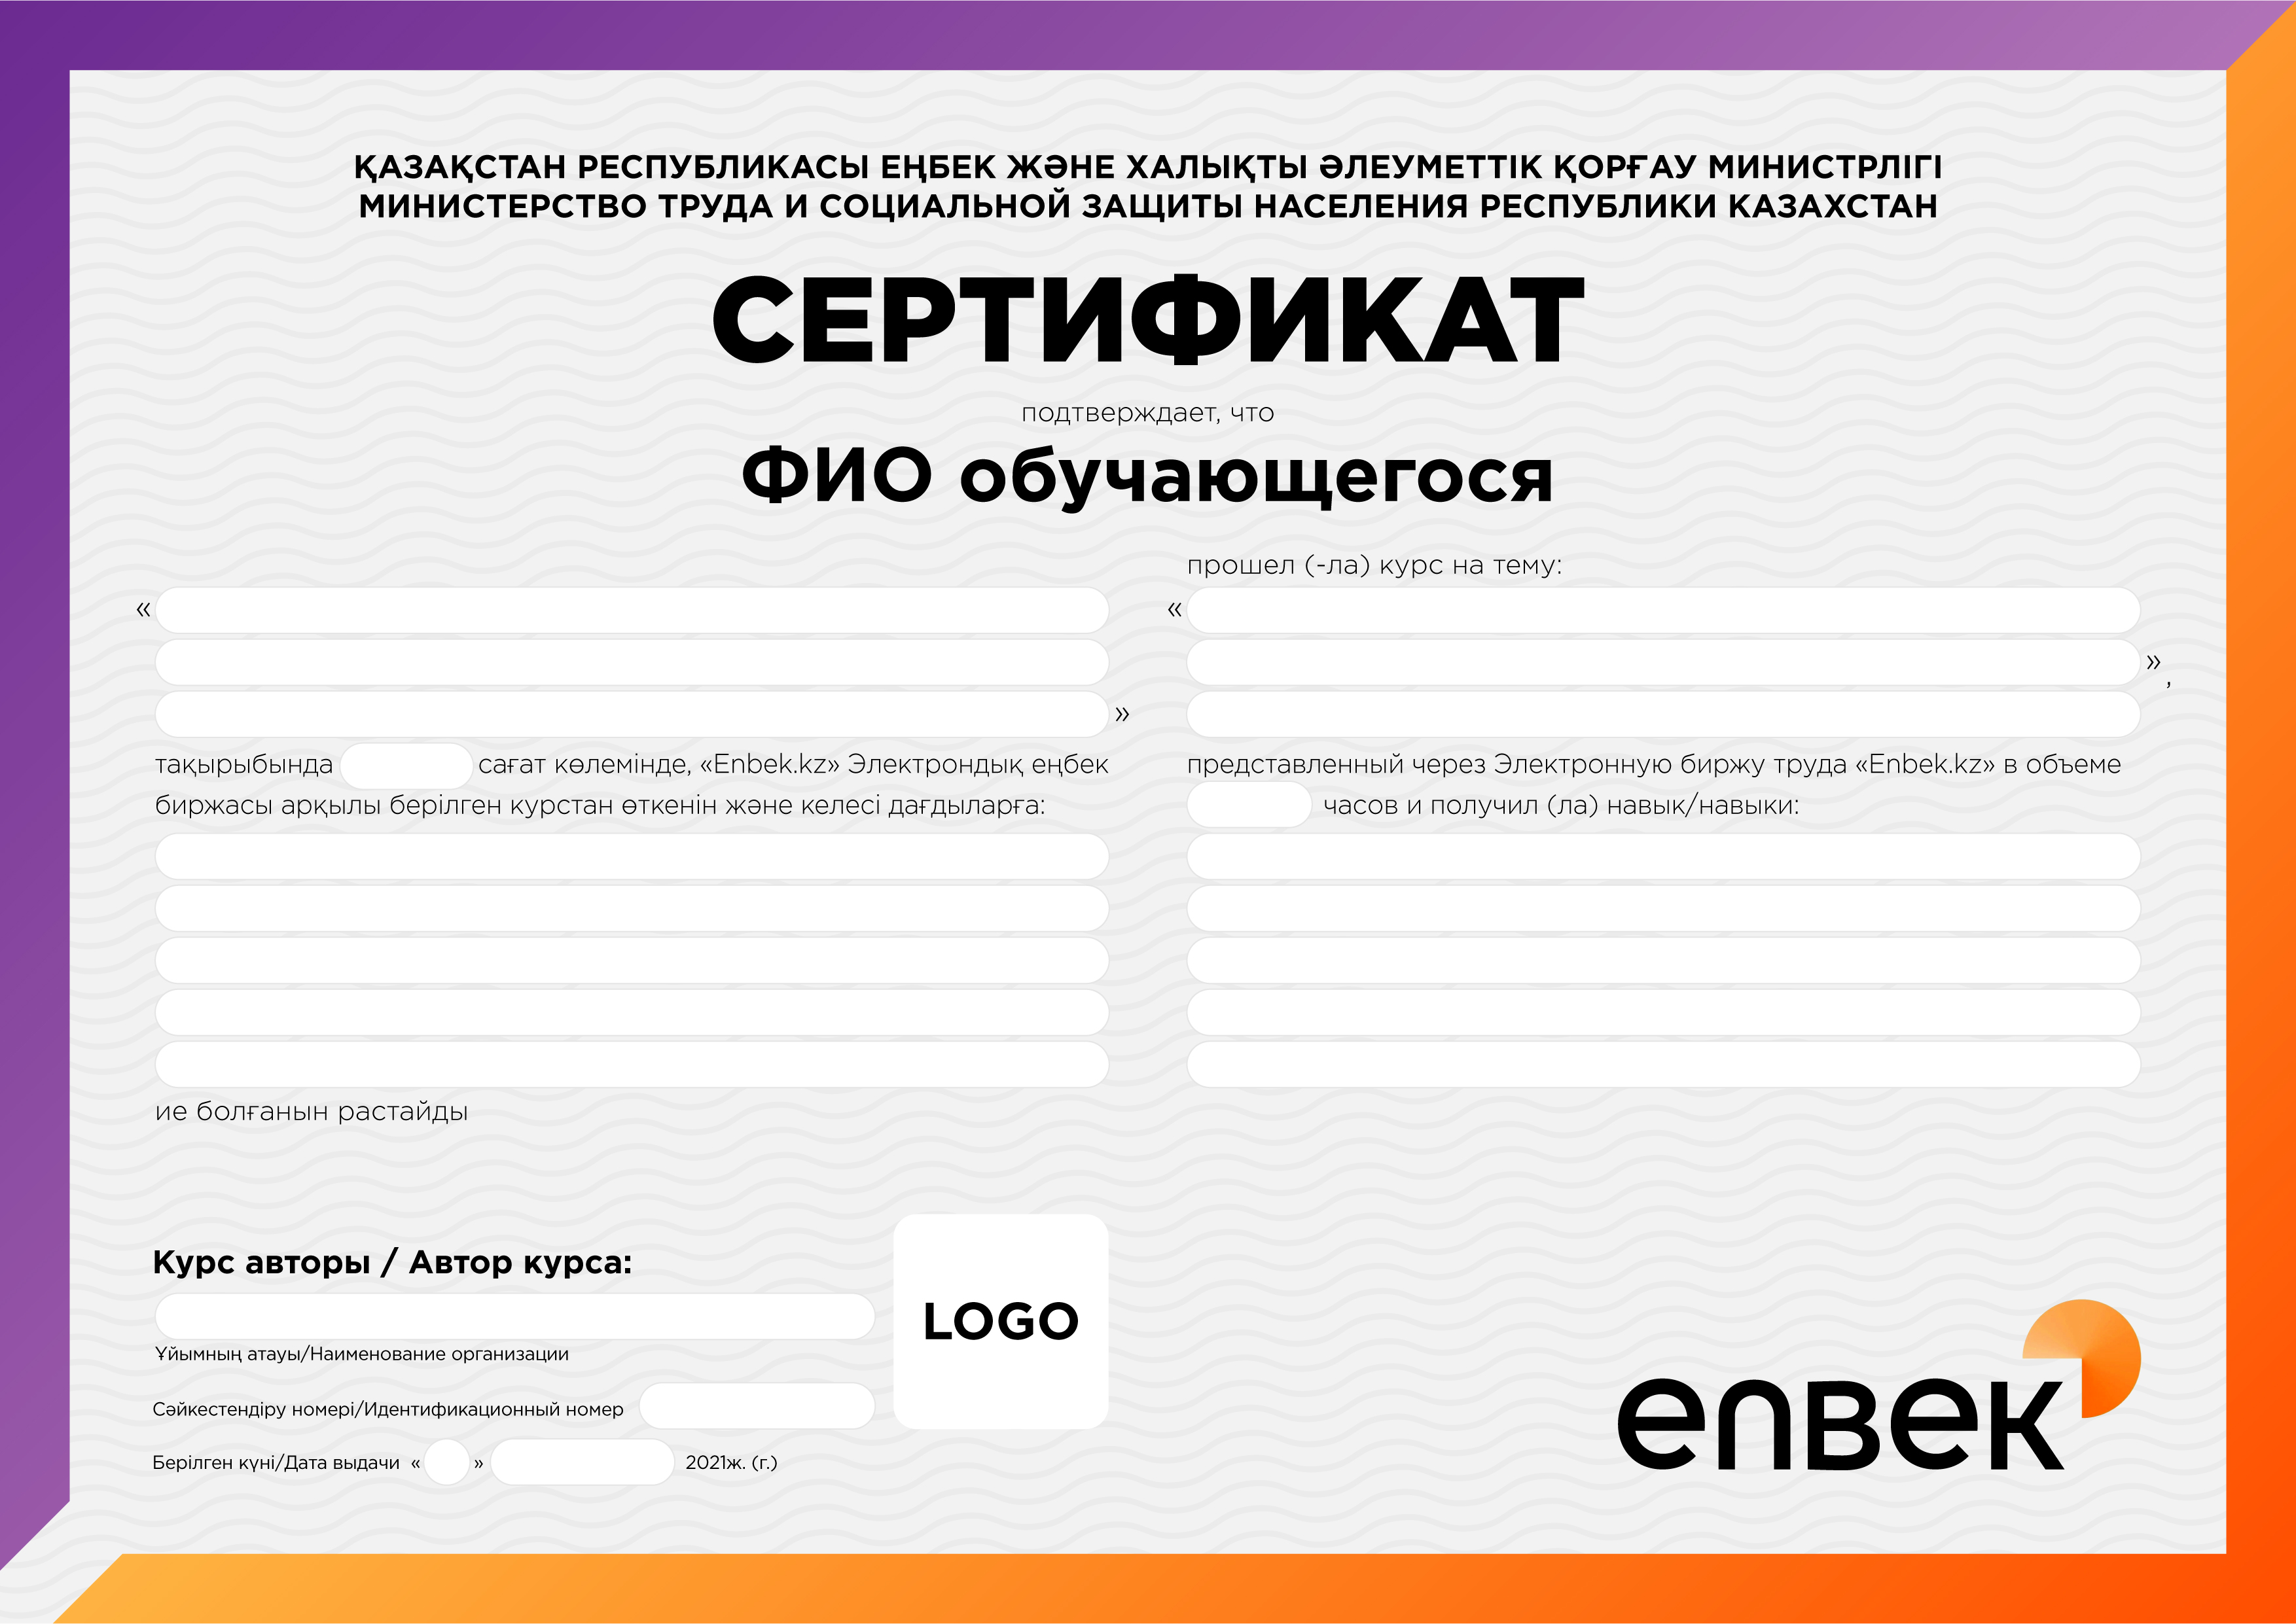 ҚАЗАҚСТАН РЕСПУБЛИКАСЫ ЕҢБЕК ЖӘНЕ ХАЛЫҚТЫ ӘЛЕУМЕТТІК ҚОРҒАУ МИНИСТРЛІГІ
МИНИСТЕРСТВО ТРУДА И СОЦИАЛЬНОЙ ЗАЩИТЫ НАСЕЛЕНИЯ РЕСПУБЛИКИ КАЗАХСТАН
СЕРТИФИКАТ
подтверждает, что
ФИО обучающегося
«
»
тақырыбында сағат көлемінде, «Enbek.kz» Электрондық еңбек
биржасы арқылы берілген курстан өткенін және келесі дағдыларға:
ие болғанын растайды
прошел (-ла) курс на тему:
«
»,
представленный через Электронную биржу труда «Enbek.kz» в объеме
часов и получил (ла) навык/навыки:
Курс авторы / Автор курса:
Ұйымның атауы/Наименование организации
Сәйкестендіру номері/Идентификационный номер
Берілген күні/Дата выдачи « » 2021ж. (г.)
LOGO
enbek